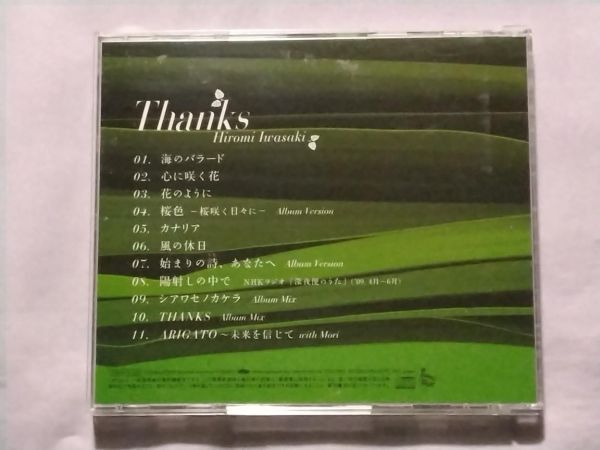 Thanks
Hiromi Iwasaki
01. 海のバラード
02. 心に咲く花
03. 花のように
04. 桜色 －桜咲く日々に－ Album Version
05. カナリア
06. 風の休日
07. 始まりの詩、あなたへ Album Version
08. 陽射しの中で NHKラジオ「深夜便のうた」('09. 4月～6月)
09. シアワセノカケラ Album Mix
10. THANKS Album Mix
11. ARIGATO～未来を信じて with Mori